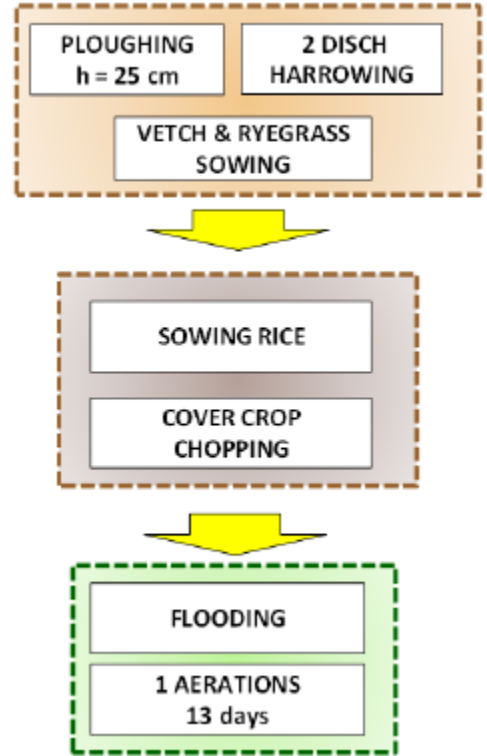 PLOUGHING
h = 25 cm
2 DISCH
HARROWING
VETCH & RYEGRASS
SOWING
SOWING RICE
COVER CROP
CHOPPING
FLOODING
1 AERATIONS
13 days